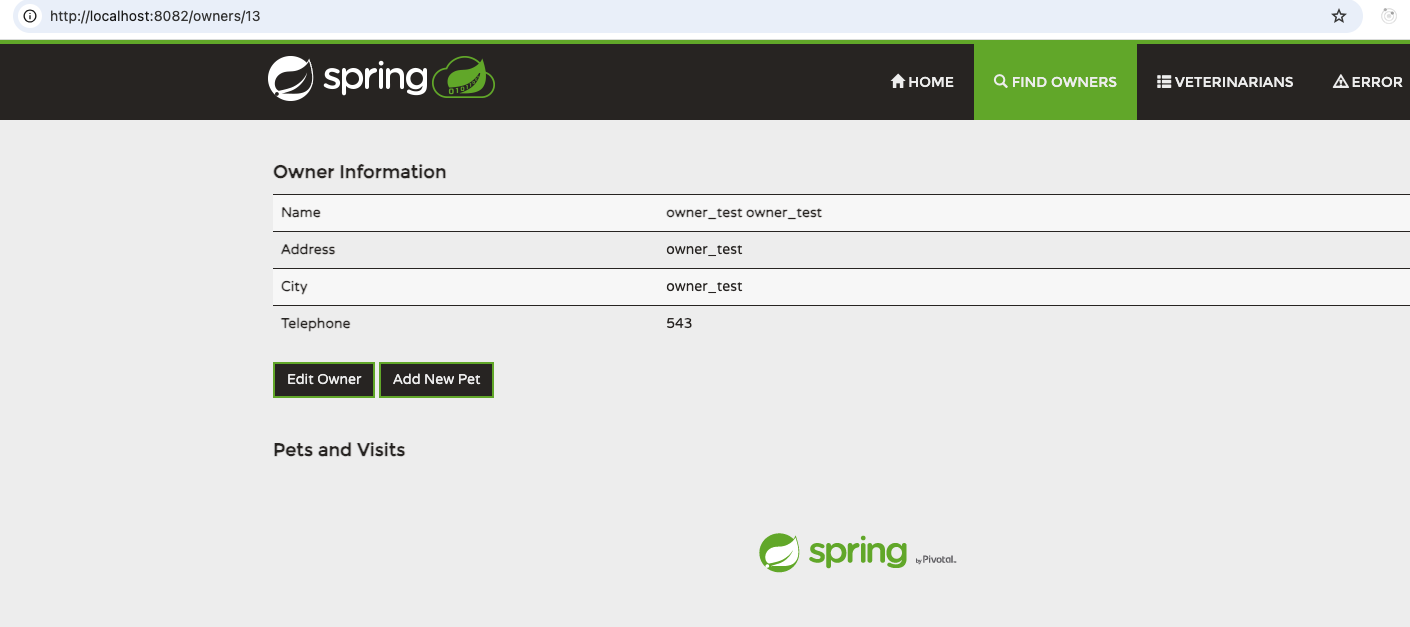 http://localhost:8082/owners/13
spring HOME FIND OWNERS VETERINARIANS ERROR
Owner Information
Name owner_test owner_test
Address owner_test
City owner_test
Telephone 543
Edit Owner Add New Pet
Pets and Visits
spring by Pivotal.